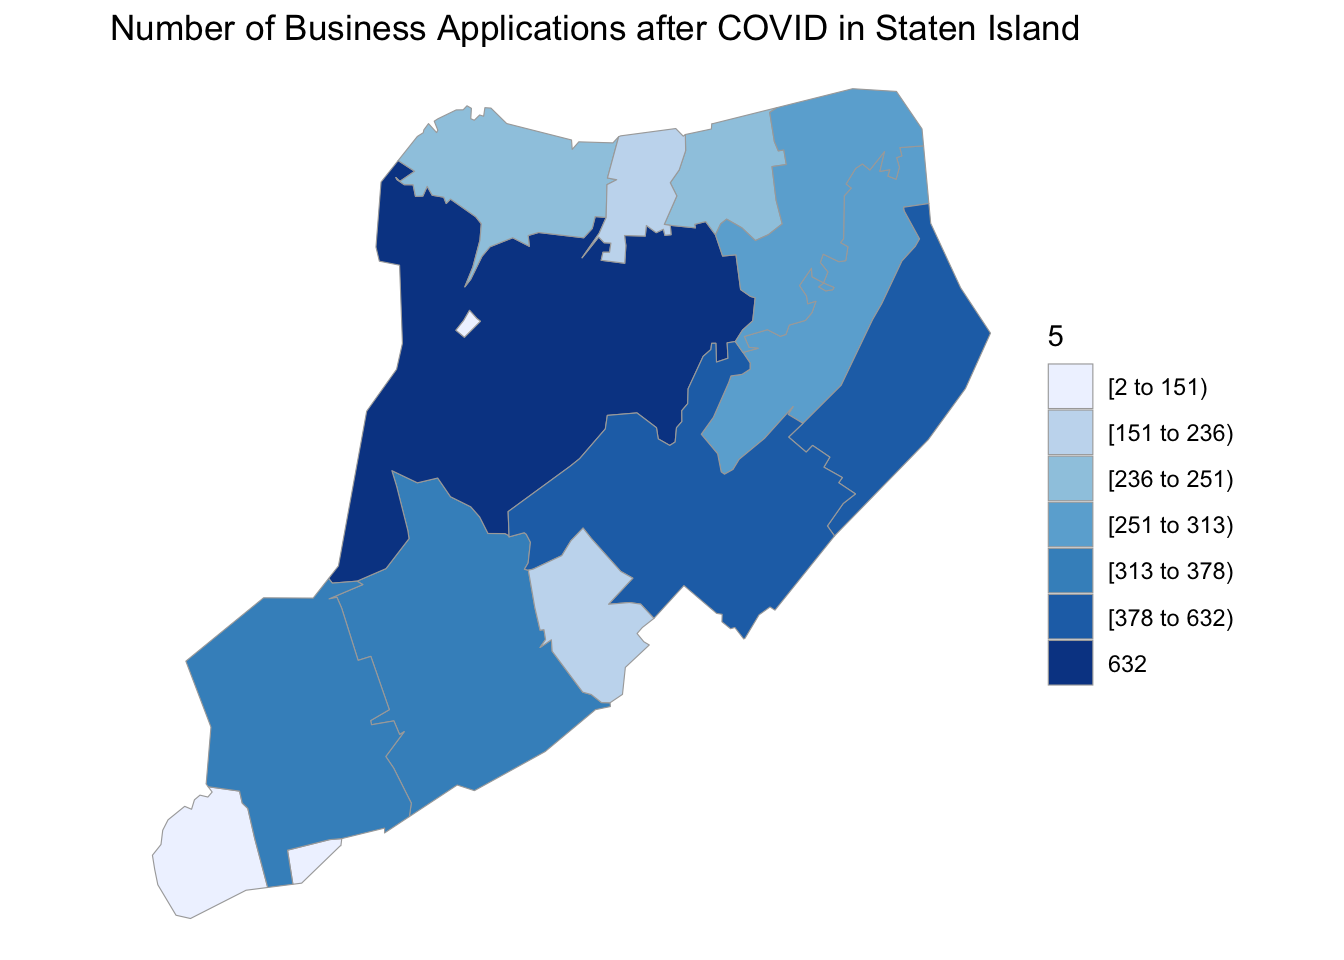 Number of Business Applications after COVID in Staten Island
5
[2 to 151)
[151 to 236)
[236 to 251)
[251 to 313)
[313 to 378)
[378 to 632)
632